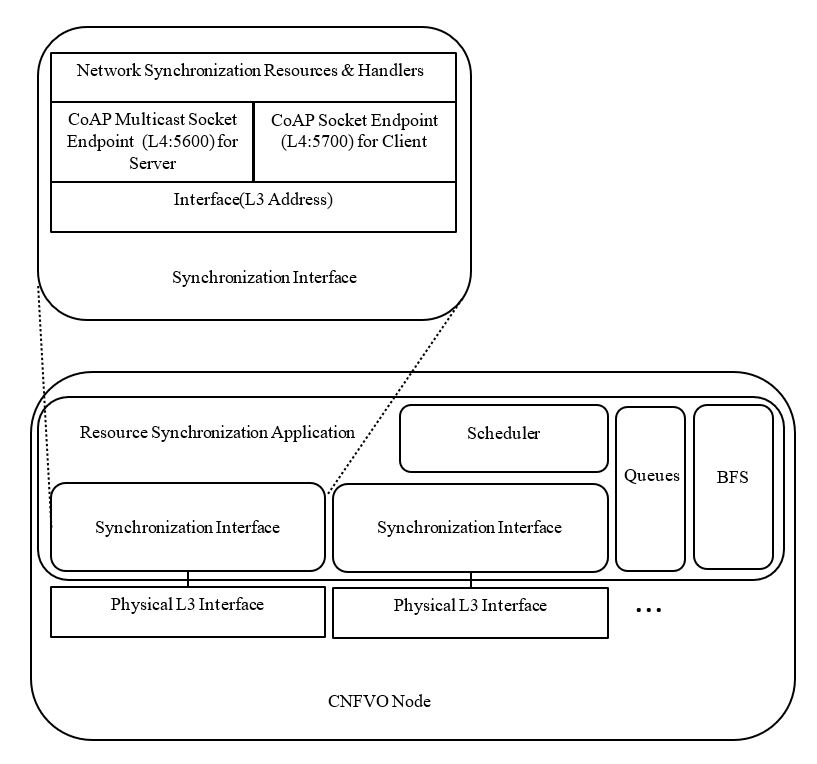 Network Synchronization Resources & Handlers
CoAP Multicast Socket
Endpoint (L4:5600) for
Server
CoAP Socket Endpoint
(L4:5700) for Client
Interface(L3 Address)
Synchronization Interface
Resource Synchronization Application
Scheduler
Queues
BFS
Synchronization Interface
Synchronization Interface
Physical L3 Interface
Physical L3 Interface
...
CNFVO Node